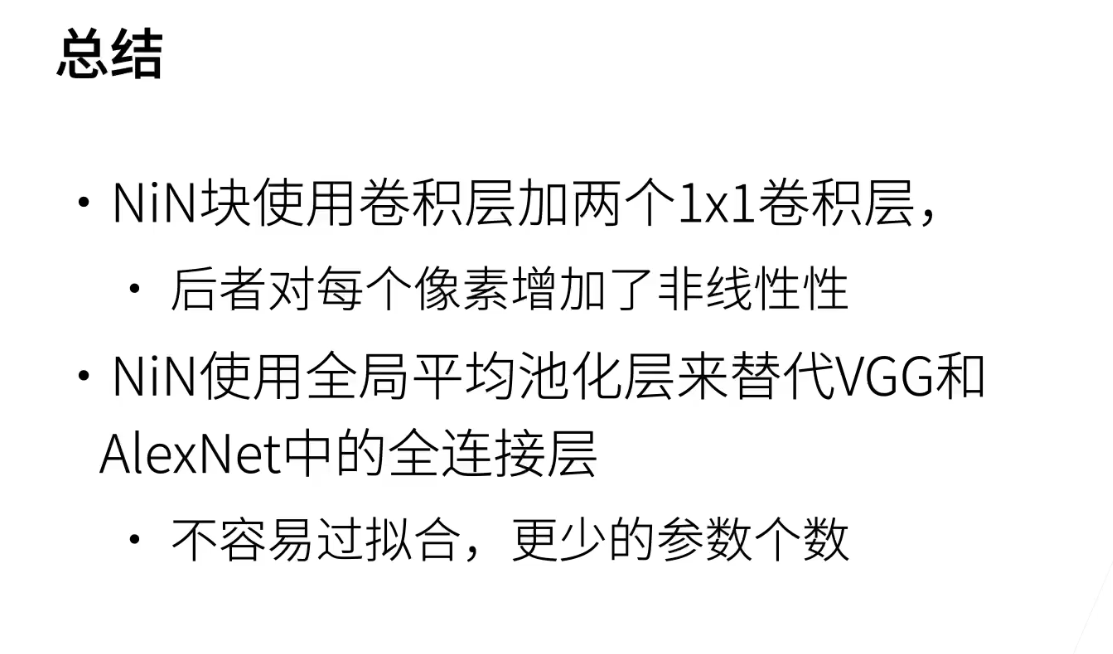 总结
• NiN块使用卷积层加两个1x1卷积层，
• 后者对每个像素增加了非线性性
• NiN使用全局平均池化层来替代VGG和
AlexNet中的全连接层
• 不容易过拟合，更少的参数个数